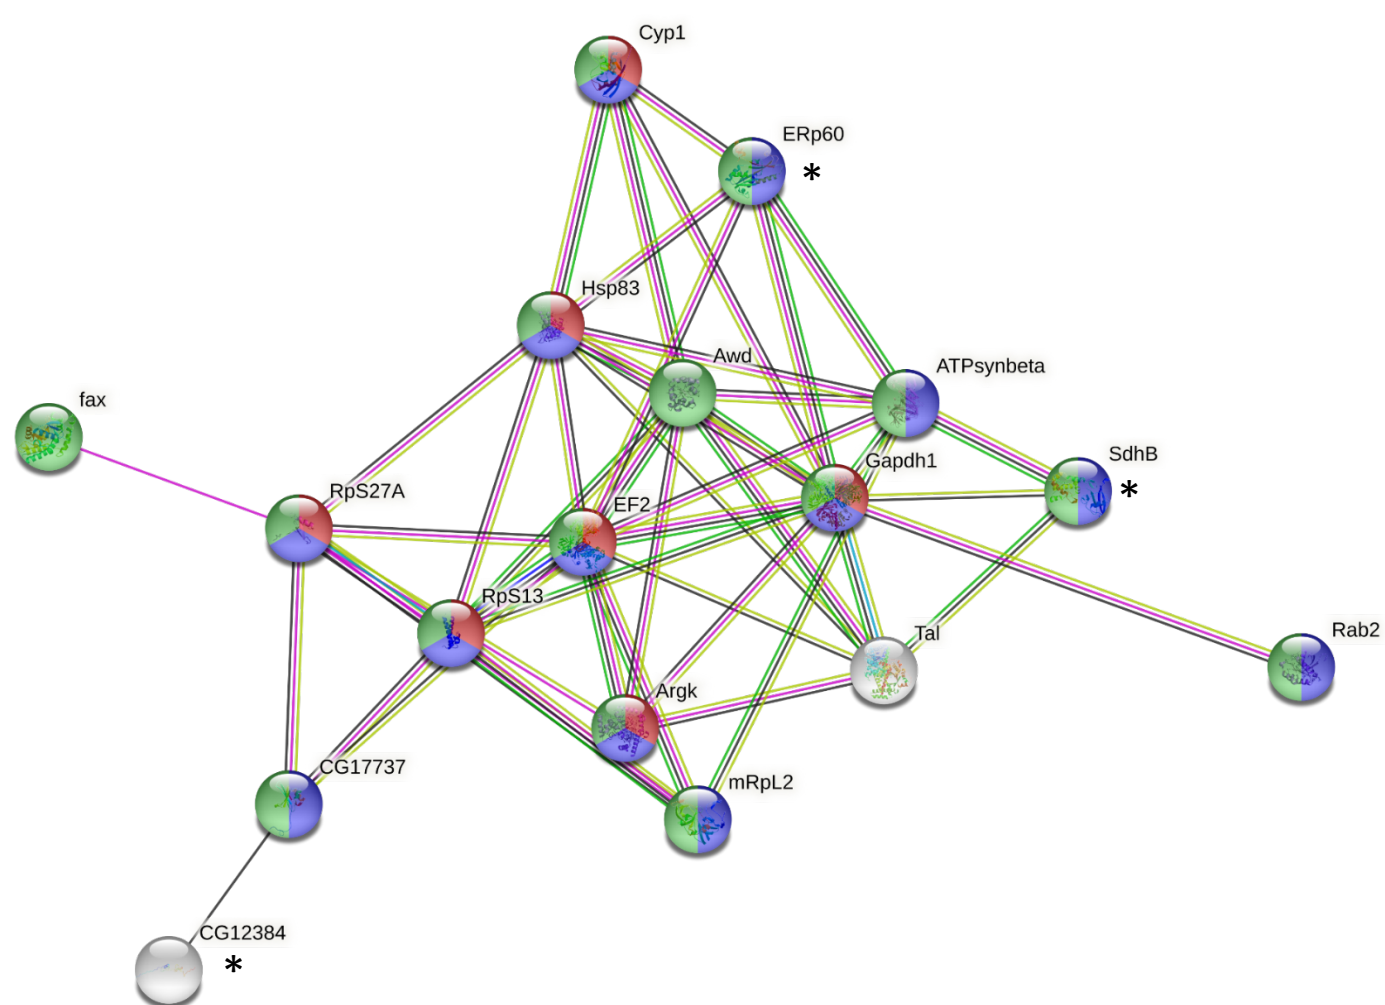 Cyp1
ERp60
*
Hsp83
Awd
ATPsynbeta
fax
SdhB
*
Gapdh1
RpS27A
EF2
RpS13
Tal
Rab2
Argk
CG17737
mRpL2
CG12384
*